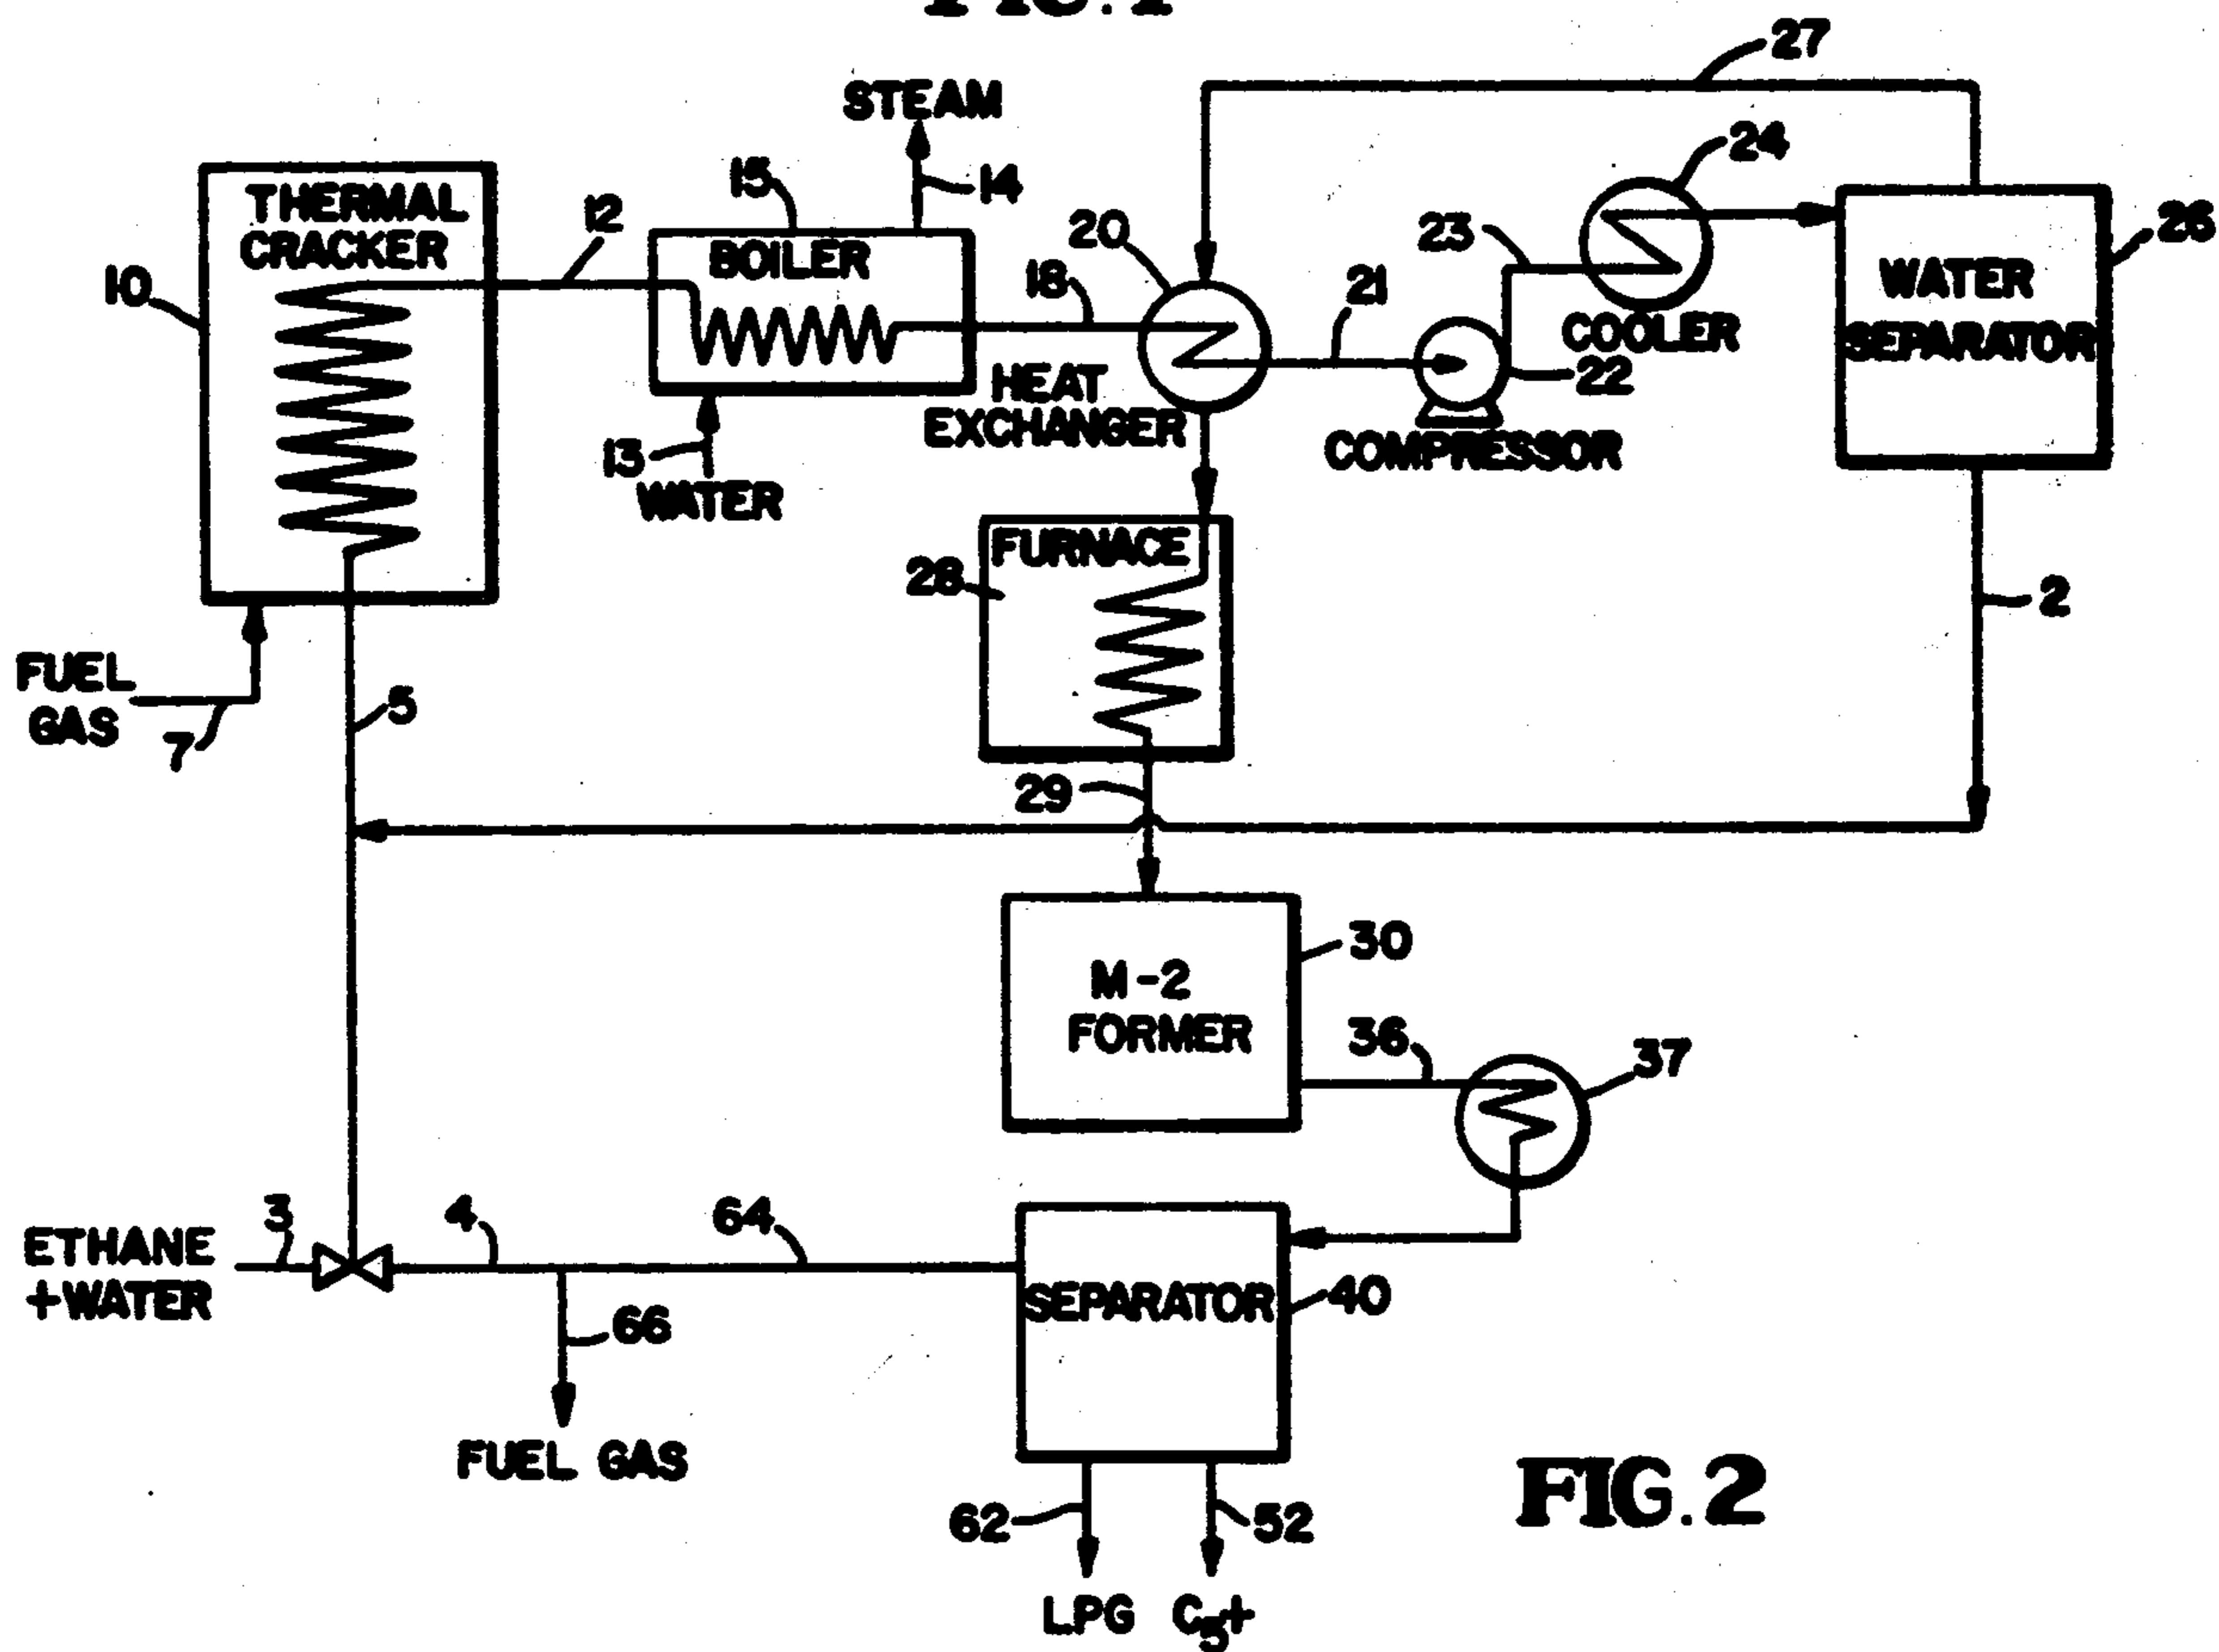 FIG. 1
27
STEAM
24
15
14
THERMAL
CRACKER
12
20
23
26
BOILER
18
21
WATER
SEPARATOR
10
COOLER
22
HEAT
EXCHANGER
13
COMPRESSOR
WATER
FURNACE
28
2
FUEL
GAS
7
5
29
30
M-2
FORMER
36
37
3
4
64
ETHANE
+WATER
SEPARATOR
40
66
FUEL GAS
FIG. 2
62
52
LPG
C5+